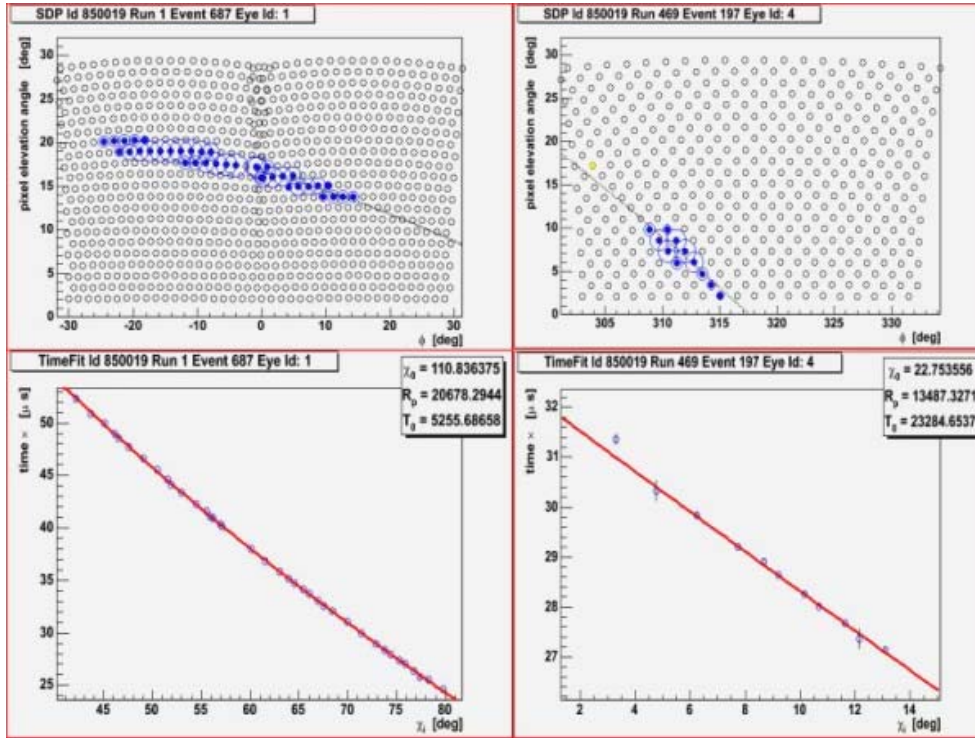 SDP Id 850019 Run 1 Event 687 Eye Id: 1
pixel elevation angle [deg]
30
25
20
15
10
5
0
-30 -20 -10 0 10 20 30
ϕ [deg]
SDP Id 850019 Run 469 Event 197 Eye Id: 4
pixel elevation angle [deg]
30
25
20
15
10
5
0
305 310 315 320 325 330
ϕ [deg]
TimeFit Id 850019 Run 1 Event 687 Eye Id: 1
χ0 = 110.836375
Rp = 20678.2944
T0 = 5255.68658
time × [μ s]
50
45
40
35
30
25
45 50 55 60 65 70 75 80
χi [deg]
TimeFit Id 850019 Run 469 Event 197 Eye Id: 4
χ0 = 22.753556
Rp = 13487.3271
T0 = 23284.6537
time × [μ s]
32
31
30
29
28
27
2 4 6 8 10 12 14
χi [deg]